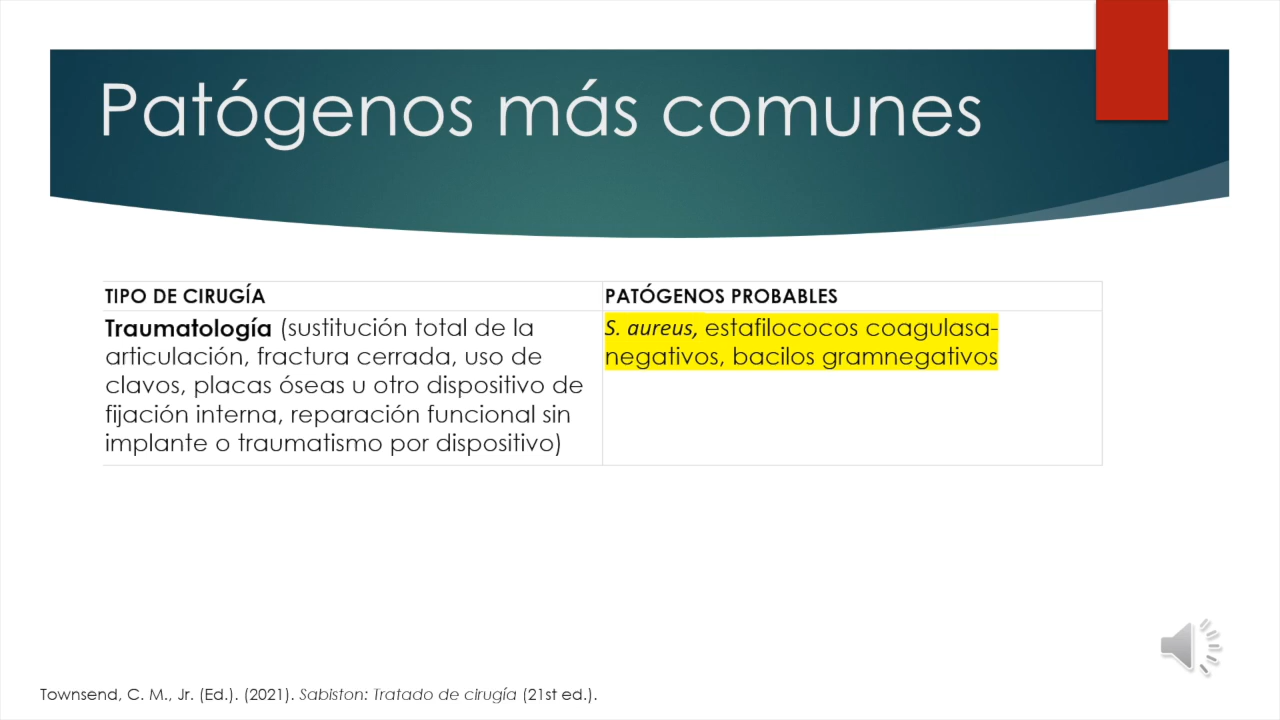 Patógenos más comunes
TIPO DE CIRUGÍA
PATÓGENOS PROBABLES
Traumatología (sustitución total de la
articulación, fractura cerrada, uso de
clavos, placas óseas u otro dispositivo de
fijación interna, reparación funcional sin
implante o traumatismo por dispositivo)
S. aureus, estafilococos coagulasa-
negativos, bacilos gramnegativos
Townsend, C. M., Jr. (Ed.). (2021). Sabiston: Tratado de cirugía (21st ed.).